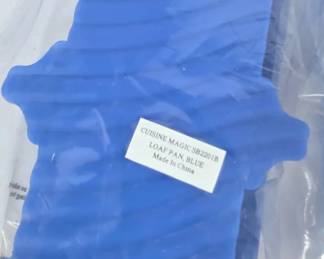 CUISINE MAGIC SB2201B
LOAF PAN, BLUE
Made In China